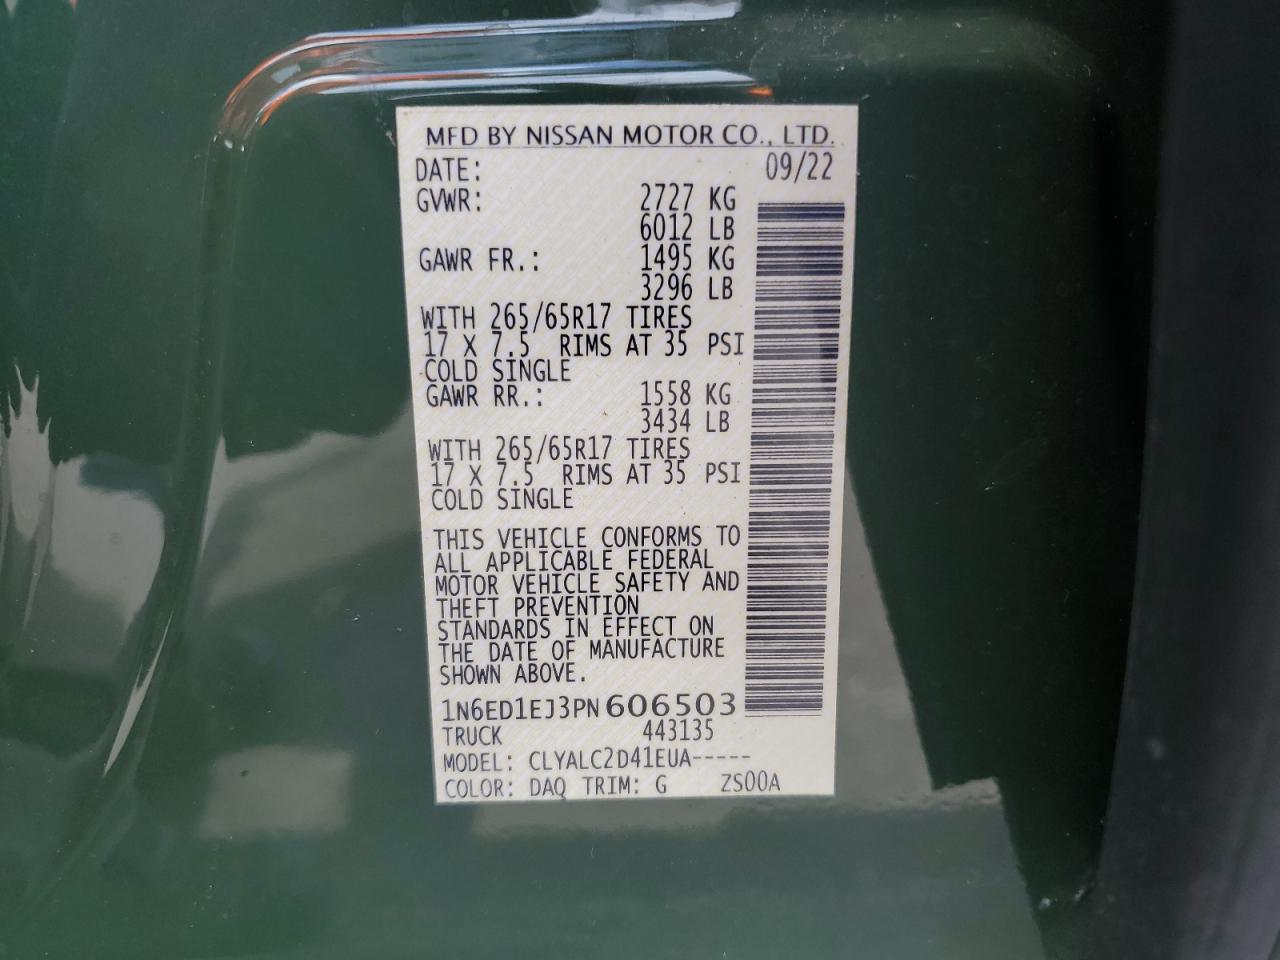 MFD BY NISSAN MOTOR CO., LTD.
DATE: 09/22
GVWR: 2727 KG
6012 LB
GAWR FR.: 1495 KG
3296 LB
WITH 265/65R17 TIRES
17 X 7.5 RIMS AT 35 PSI
COLD SINGLE
GAWR RR.: 1558 KG
3434 LB
WITH 265/65R17 TIRES
17 X 7.5 RIMS AT 35 PSI
COLD SINGLE
THIS VEHICLE CONFORMS TO
ALL APPLICABLE FEDERAL
MOTOR VEHICLE SAFETY AND
THEFT PREVENTION
STANDARDS IN EFFECT ON
THE DATE OF MANUFACTURE
SHOWN ABOVE.
1N6ED1EJ3PN606503
TRUCK 443135
MODEL: CLYALC2D41EUA-----
COLOR: DAQ TRIM: G ZS00A